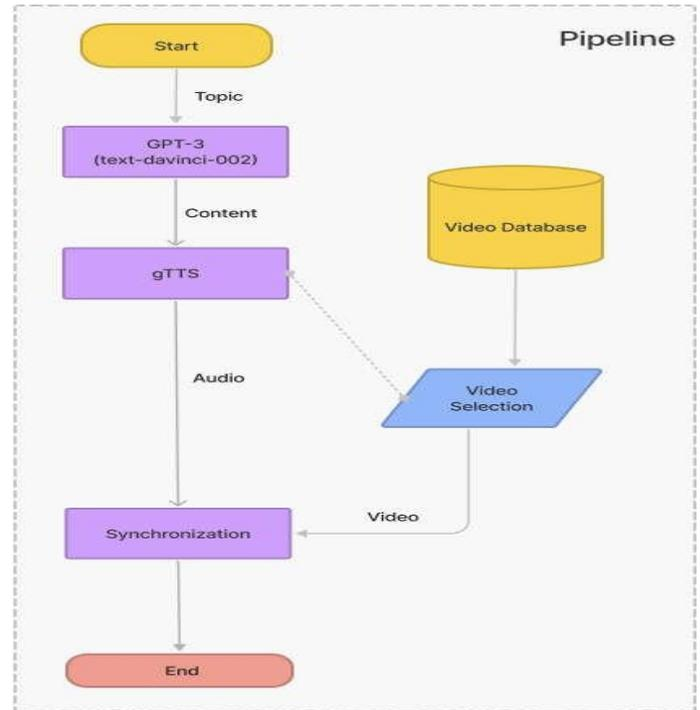 Pipeline
Start
Topic
GPT-3
(text-davinci-002)
Content
Video Database
gTTS
Audio
Video
Selection
Video
Synchronization
End